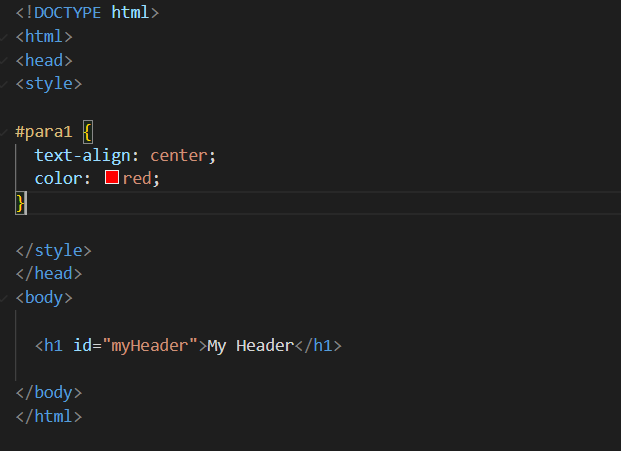 <!DOCTYPE html>
<html>
<head>
<style>
#para1 {
text-align: center;
color: red;
}
</style>
</head>
<body>
<h1 id="myHeader">My Header</h1>
</body>
</html>